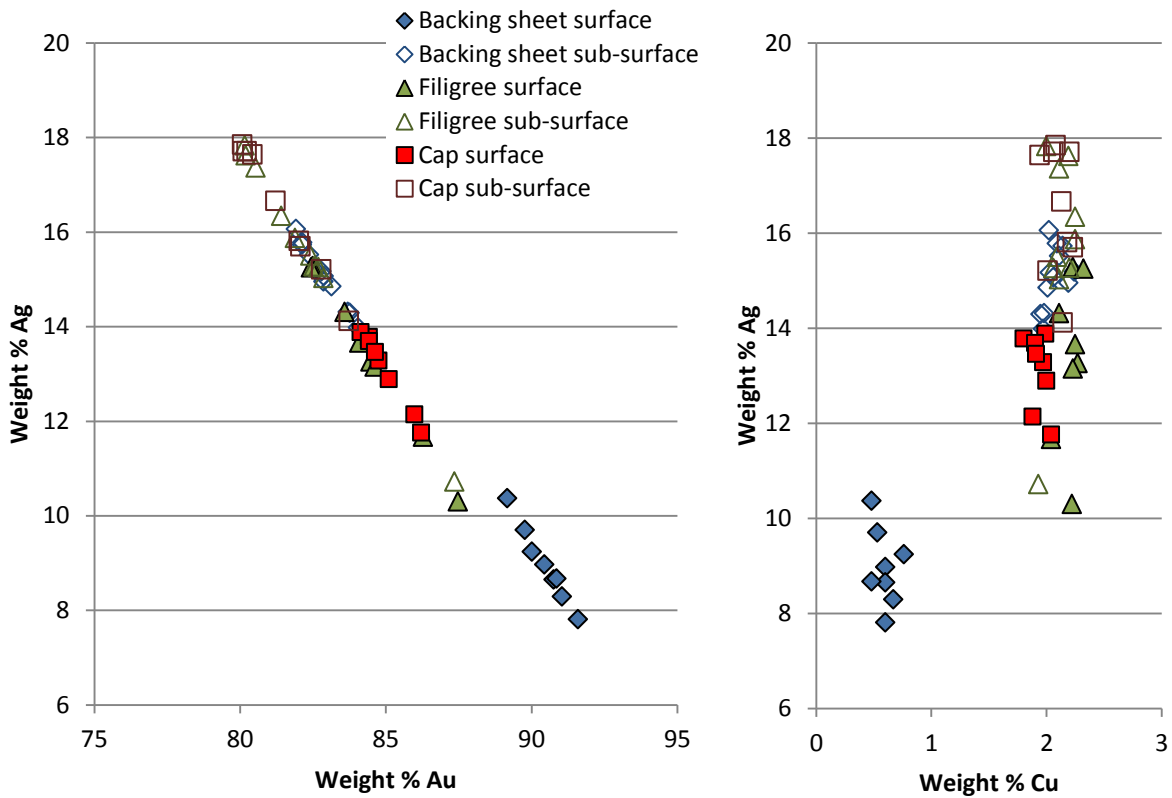 Backing sheet surface
Backing sheet sub-surface
Filigree surface
Filigree sub-surface
Cap surface
Cap sub-surface
20
18
16
14
12
10
8
6
75
80
85
90
95
Weight % Ag
Weight % Au
20
18
16
14
12
10
8
6
0
1
2
3
Weight % Ag
Weight % Cu